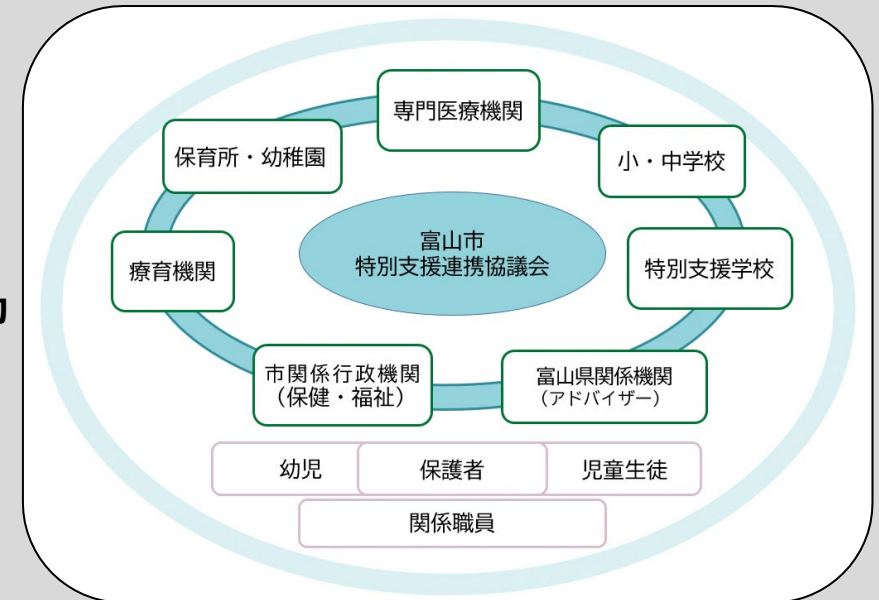 専門医療機関
保育所・幼稚園
小・中学校
富山市
特別支援連携協議会
療育機関
特別支援学校
市関係行政機関
（保健・福祉）
富山県関係機関
（アドバイザー）
幼児
保護者
児童生徒
関係職員